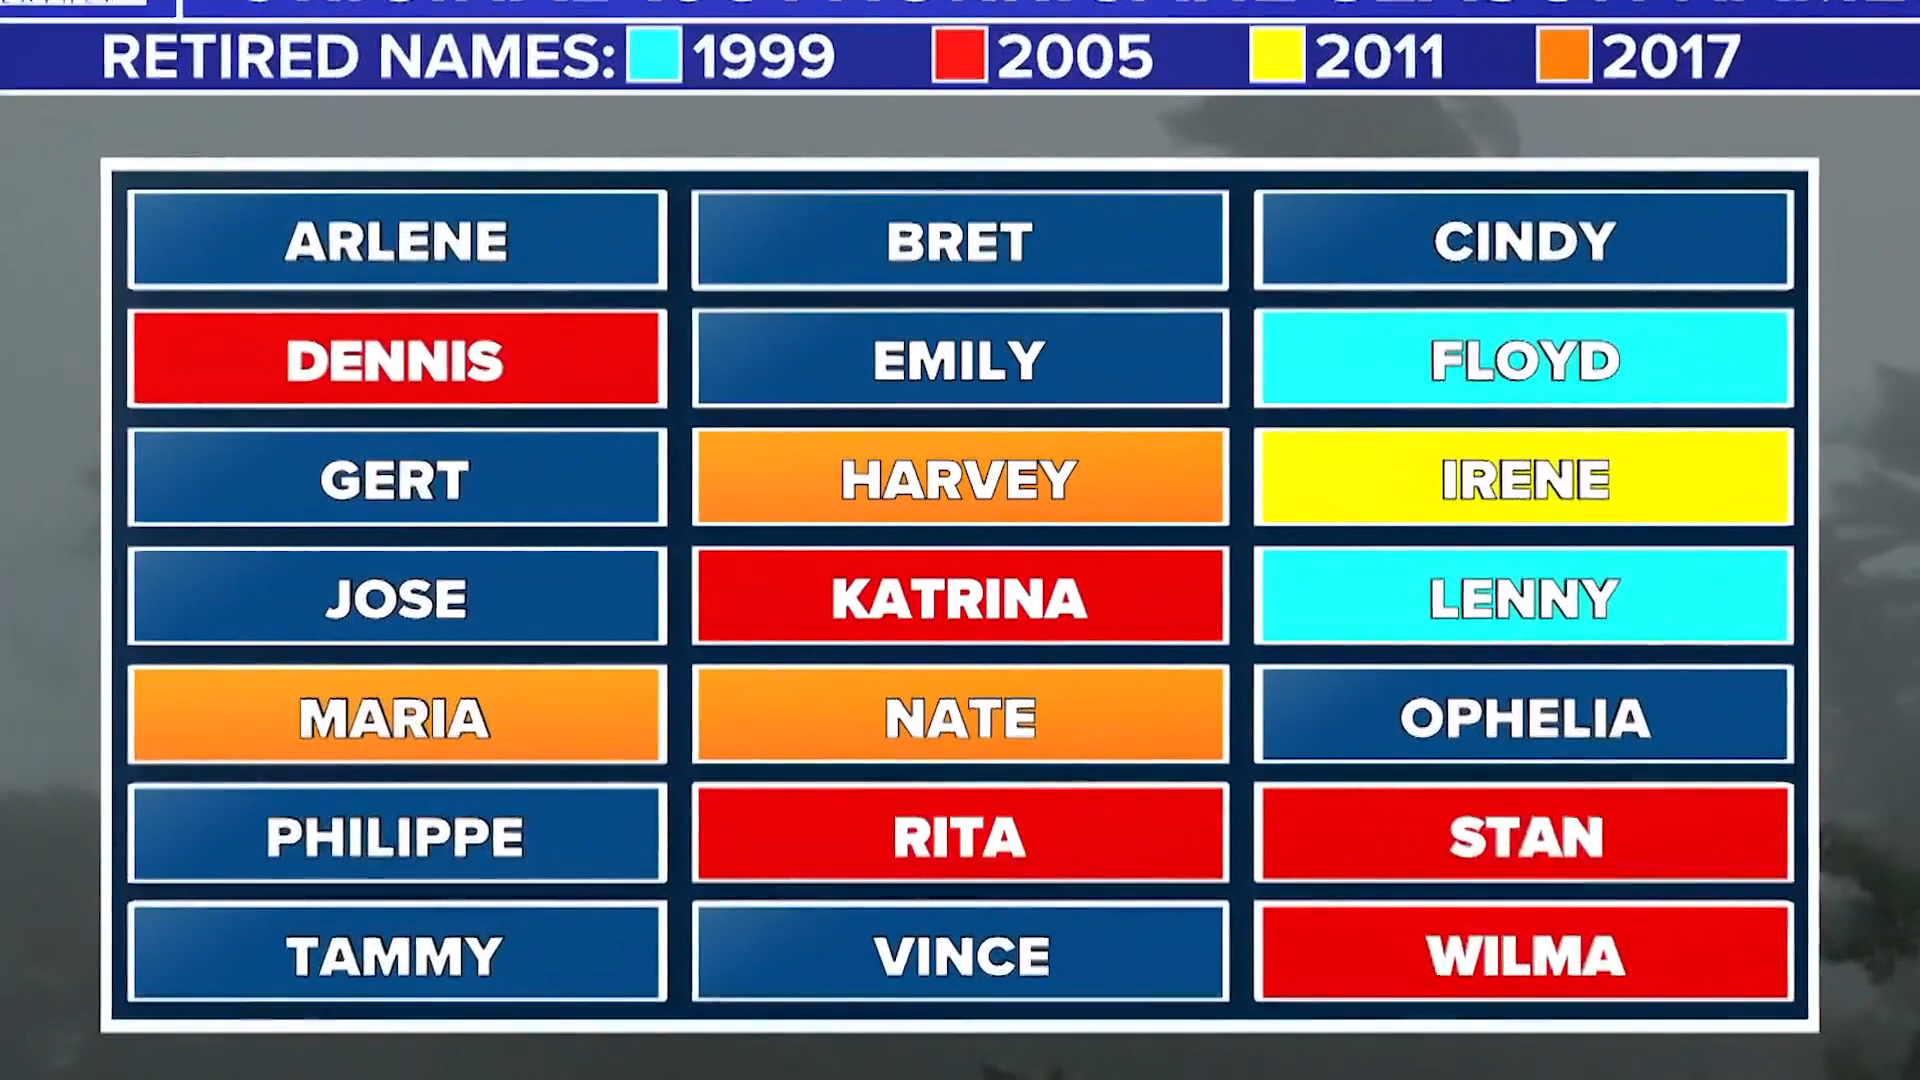 RETIRED NAMES: 1999 2005 2011 2017
ARLENE BRET CINDY
DENNIS EMILY FLOYD
GERT HARVEY IRENE
JOSE KATRINA LENNY
MARIA NATE OPHELIA
PHILIPPE RITA STAN
TAMMY VINCE WILMA